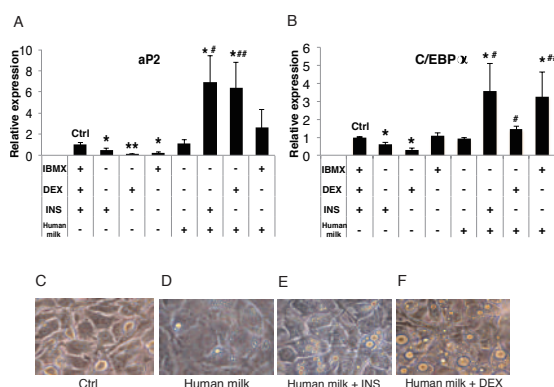 A
aP2
Relative expression
10
8
6
4
2
0
Ctrl
*
**
*
* #
* ##
IBMX + - - + - - - +
DEX + - + - - - + -
INS + + - - - + - -
Human milk - - - - + + + +
B
C/EBPα
Relative expression
6
5
4
3
2
1
0
Ctrl
*
*
* #
#
* ##
IBMX + - - + - - - +
DEX + - + - - - + -
INS + + - - - + - -
Human milk - - - - + + + +
C
D
E
F
Ctrl
Human milk
Human milk + INS
Human milk + DEX